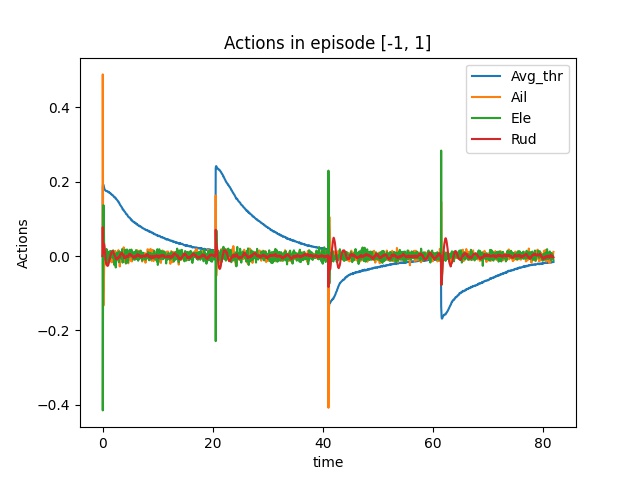 Actions in episode [-1, 1]
Avg_thr
Ail
Ele
Rud
Actions
0.4
0.2
0.0
−0.2
−0.4
0 20 40 60 80
time